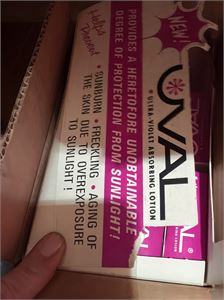 NEW!
UVAL
®
ULTRA-VIOLET ABSORBING LOTION
PROVIDES A HERETOFORE UNOBTAINABLE
DEGREE OF PROTECTION FROM SUNLIGHT!
Helps
Prevent
• SUNBURN • FRECKLING • AGING OF
THE SKIN DUE TO OVEREXPOSURE
TO SUNLIGHT!